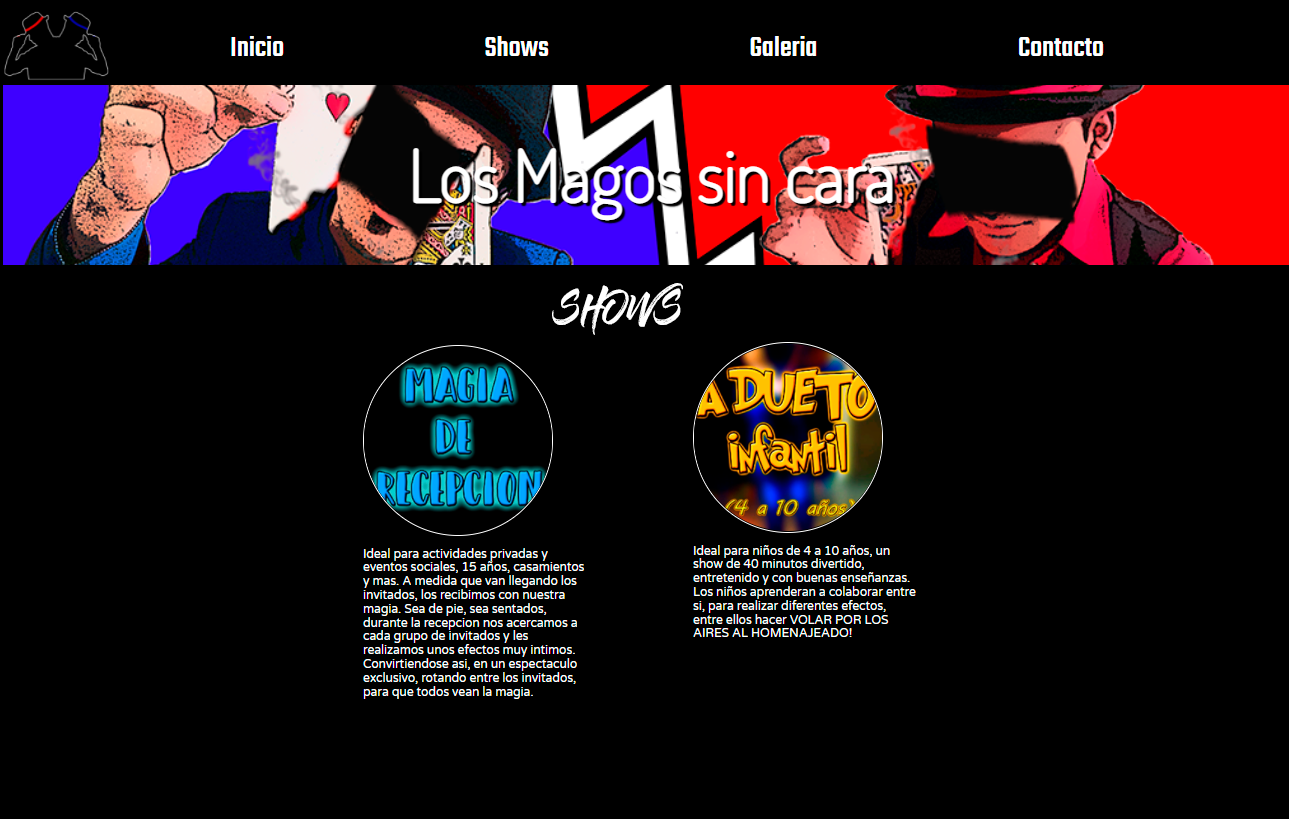 Inicio Shows Galeria Contacto
Los Magos sin cara
SHOWS
MAGIA
DE
RECEPCION
A DUETO
infantil
(4 a 10 años)
Ideal para actividades privadas y
eventos sociales, 15 años, casamientos
y mas. A medida que van llegando los
invitados, los recibimos con nuestra
magia. Sea de pie, sea sentados,
durante la recepcion nos acercamos a
cada grupo de invitados y les
realizamos unos efectos muy intimos.
Convirtiendose asi, en un espectaculo
exclusivo, rotando entre los invitados,
para que todos vean la magia.
Ideal para niños de 4 a 10 años, un
show de 40 minutos divertido,
entretenido y con buenas enseñanzas.
Los niños aprenderan a colaborar entre
si, para realizar diferentes efectos,
entre ellos hacer VOLAR POR LOS
AIRES AL HOMENAJEADO!